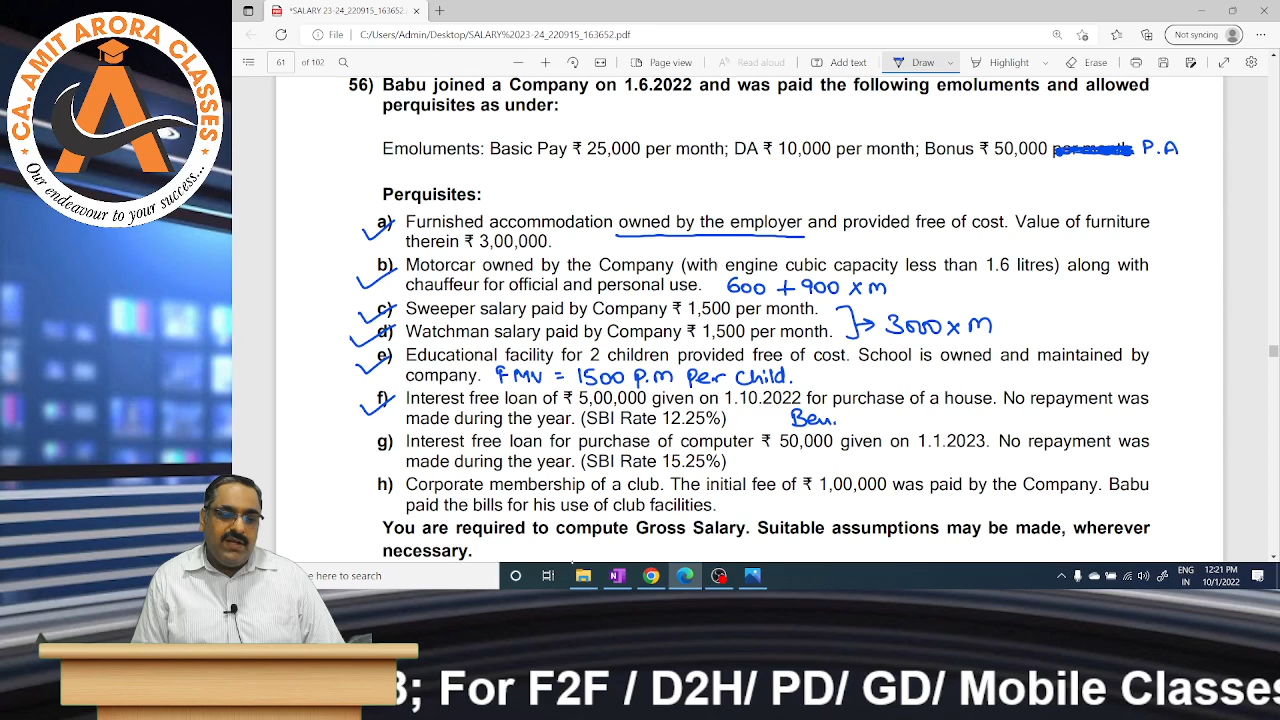 CA. AMIT ARORA CLASSES
Our endeavour to your success...
*SALARY 23-24_220915_163652.pdf
File
C:/Users/Admin/Desktop/SALARY%2023-24_220915_163652.pdf
Not syncing
61 of 102
Page view
Read aloud
Add text
Draw
Highlight
Erase
56) Babu joined a Company on 1.6.2022 and was paid the following emoluments and allowed
perquisites as under:
Emoluments: Basic Pay ₹ 25,000 per month; DA ₹ 10,000 per month; Bonus ₹ 50,000 per month. P.A
Perquisites:
a) Furnished accommodation owned by the employer and provided free of cost. Value of furniture
therein ₹ 3,00,000.
b) Motorcar owned by the Company (with engine cubic capacity less than 1.6 litres) along with
chauffeur for official and personal use. 600 + 900 x m
c) Sweeper salary paid by Company ₹ 1,500 per month.
d) Watchman salary paid by Company ₹ 1,500 per month. 3000 x m
e) Educational facility for 2 children provided free of cost. School is owned and maintained by
company. FMV = 1500 P.M Per child.
f) Interest free loan of ₹ 5,00,000 given on 1.10.2022 for purchase of a house. No repayment was
made during the year. (SBI Rate 12.25%) Ben.
g) Interest free loan for purchase of computer ₹ 50,000 given on 1.1.2023. No repayment was
made during the year. (SBI Rate 15.25%)
h) Corporate membership of a club. The initial fee of ₹ 1,00,000 was paid by the Company. Babu
paid the bills for his use of club facilities.
You are required to compute Gross Salary. Suitable assumptions may be made, wherever
necessary.
here to search
ENG
IN
12:21 PM
10/1/2022
3; For F2F / D2H/ PD/ GD/ Mobile Classes